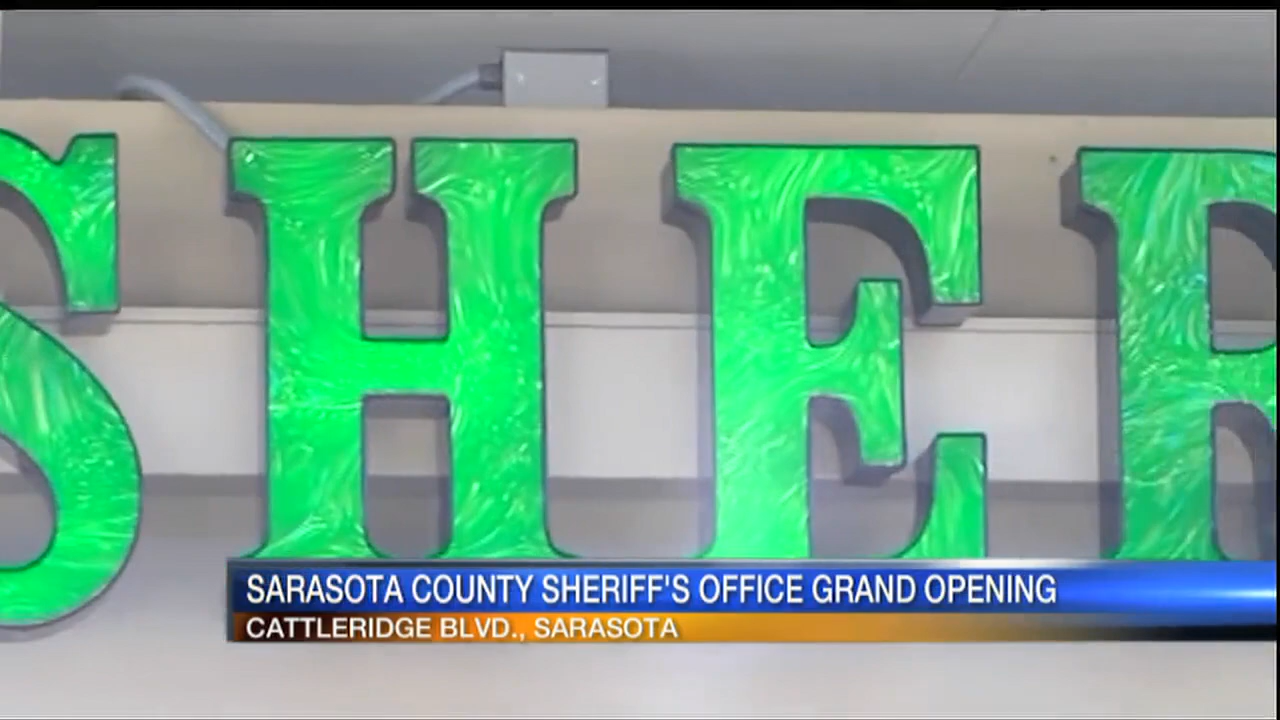 SHER
SARASOTA COUNTY SHERIFF'S OFFICE GRAND OPENING
CATTLERIDGE BLVD., SARASOTA